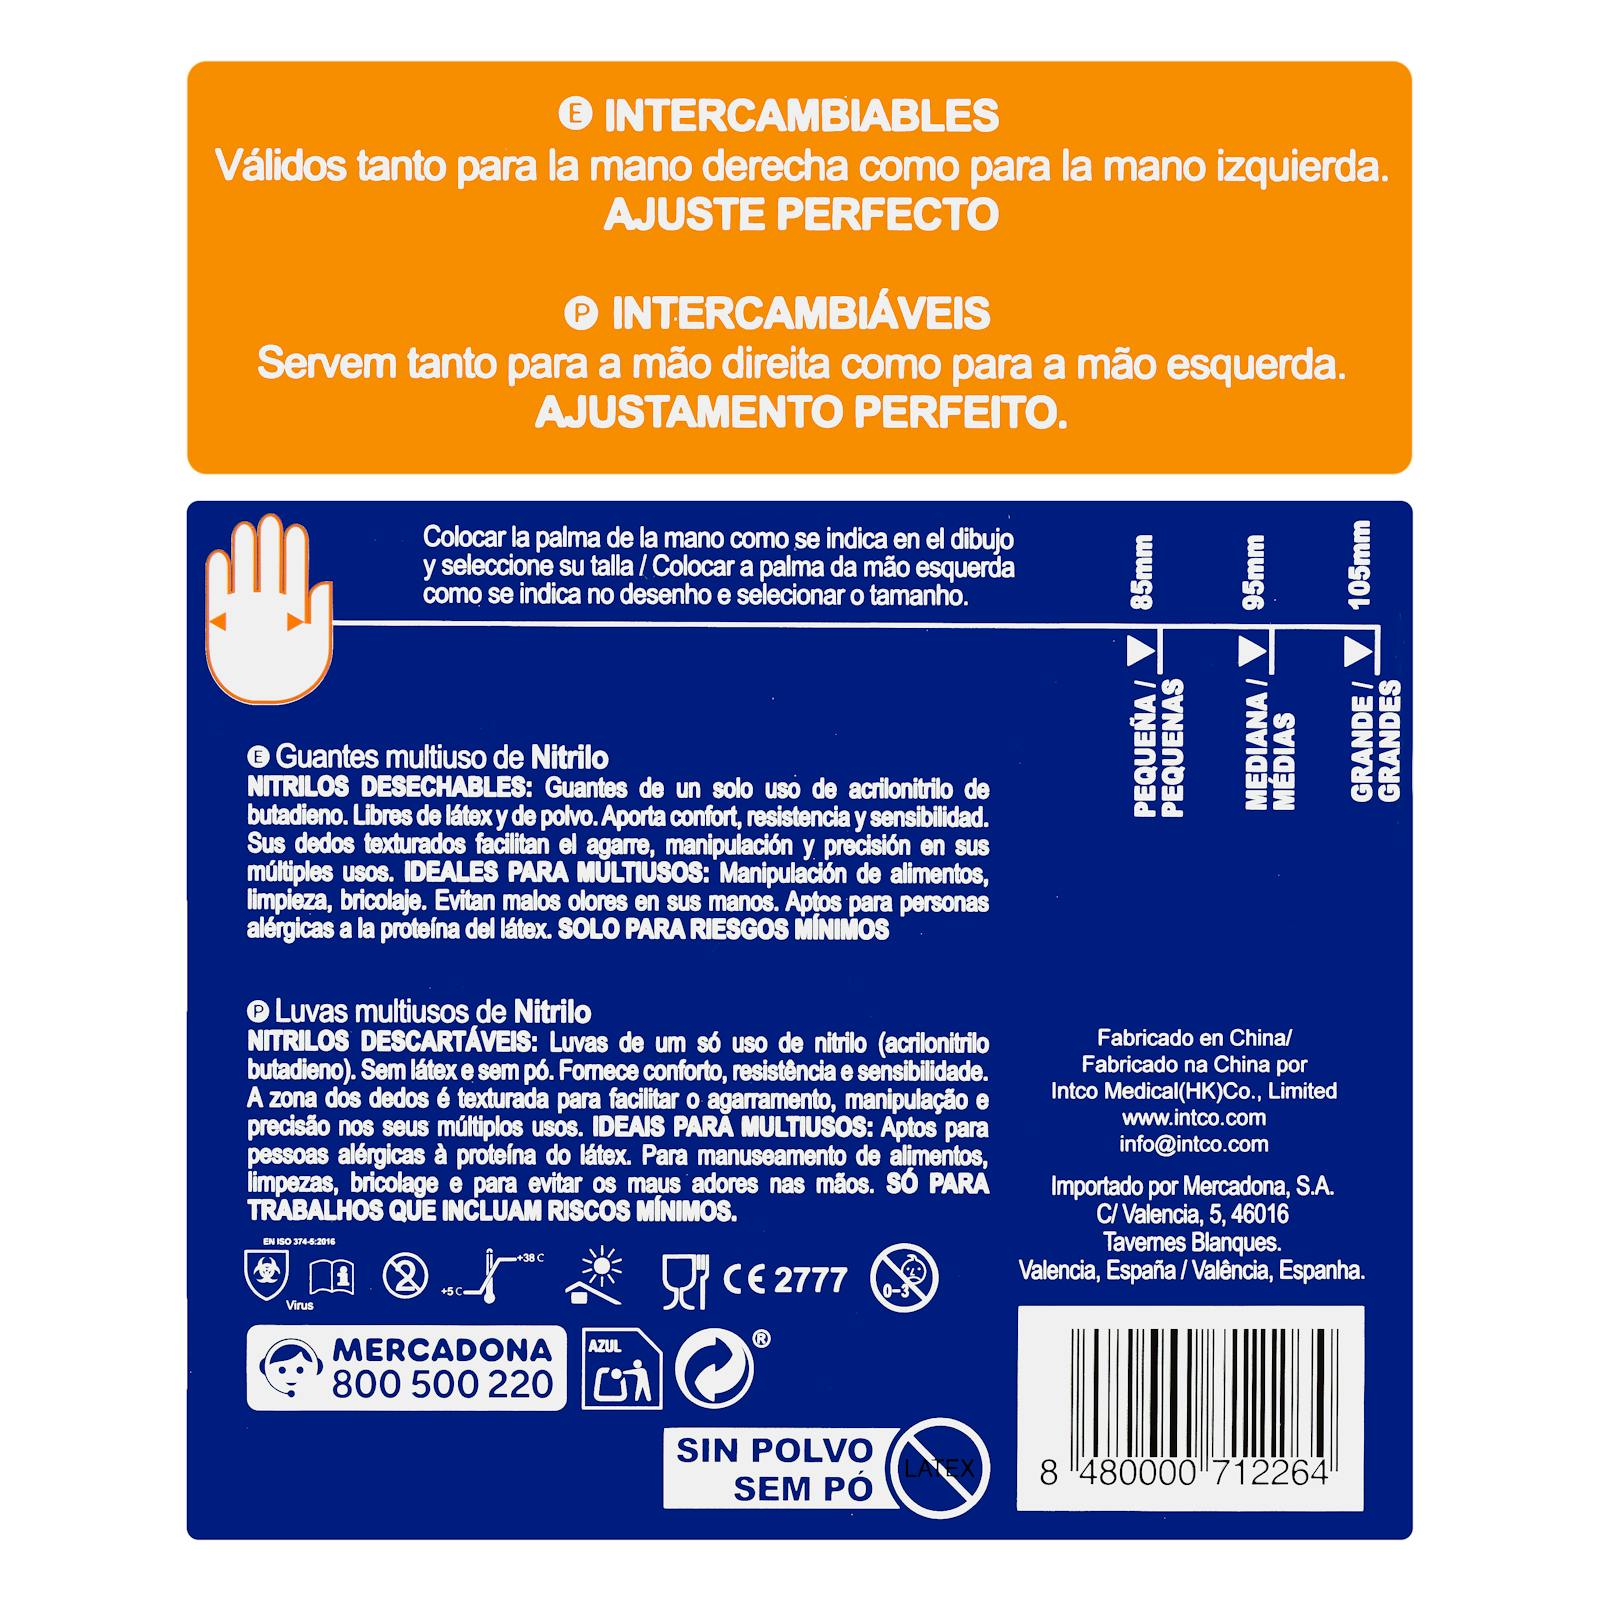 E INTERCAMBIABLES
Válidos tanto para la mano derecha como para la mano izquierda.
AJUSTE PERFECTO
P INTERCAMBIÁVEIS
Servem tanto para a mão direita como para a mão esquerda.
AJUSTAMENTO PERFEITO.
Colocar la palma de la mano como se indica en el dibujo
y seleccione su talla / Colocar a palma da mão esquerda
como se indica no desenho e selecionar o tamanho.
85mm
95mm
105mm
PEQUEÑA /
PEQUENAS
MEDIANA /
MÉDIAS
GRANDE /
GRANDES
E Guantes multiuso de Nitrilo
NITRILOS DESECHABLES: Guantes de un solo uso de acrilonitrilo de
butadieno. Libres de látex y de polvo. Aporta confort, resistencia y sensibilidad.
Sus dedos texturados facilitan el agarre, manipulación y precisión en sus
múltiples usos. IDEALES PARA MULTIUSOS: Manipulación de alimentos,
limpieza, bricolaje. Evitan malos olores en sus manos. Aptos para personas
alérgicas a la proteína del látex. SOLO PARA RIESGOS MÍNIMOS
P Luvas multiusos de Nitrilo
NITRILOS DESCARTÁVEIS: Luvas de um só uso de nitrilo (acrilonitrilo
butadieno). Sem látex e sem pó. Fornece conforto, resistência e sensibilidade.
A zona dos dedos é texturada para facilitar o agarramento, manipulação e
precisão nos seus múltiplos usos. IDEAIS PARA MULTIUSOS: Aptos para
pessoas alérgicas à proteína do látex. Para manuseamento de alimentos,
limpezas, bricolage e para evitar os maus adores nas mãos. SÓ PARA
TRABALHOS QUE INCLUAM RISCOS MÍNIMOS.
EN ISO 374-5:2016
Virus
i
2
+5 C
+38 C
CE 2777
0-3
MERCADONA
800 500 220
AZUL
®
SIN POLVO
SEM PÓ
LATEX
Fabricado en China/
Fabricado na China por
Intco Medical(HK)Co., Limited
www.intco.com
info@intco.com
Importado por Mercadona, S.A.
C/ Valencia, 5, 46016
Tavernes Blanques.
Valencia, España / Valência, Espanha.
8 480000 712264